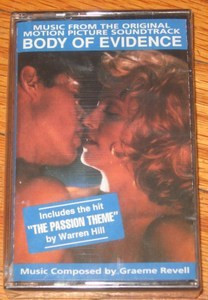 MUSIC FROM THE ORIGINAL
MOTION PICTURE SOUNDTRACK
BODY OF EVIDENCE
Includes the hit
"THE PASSION THEME"
by Warren Hill
Music Composed by Graeme Revell